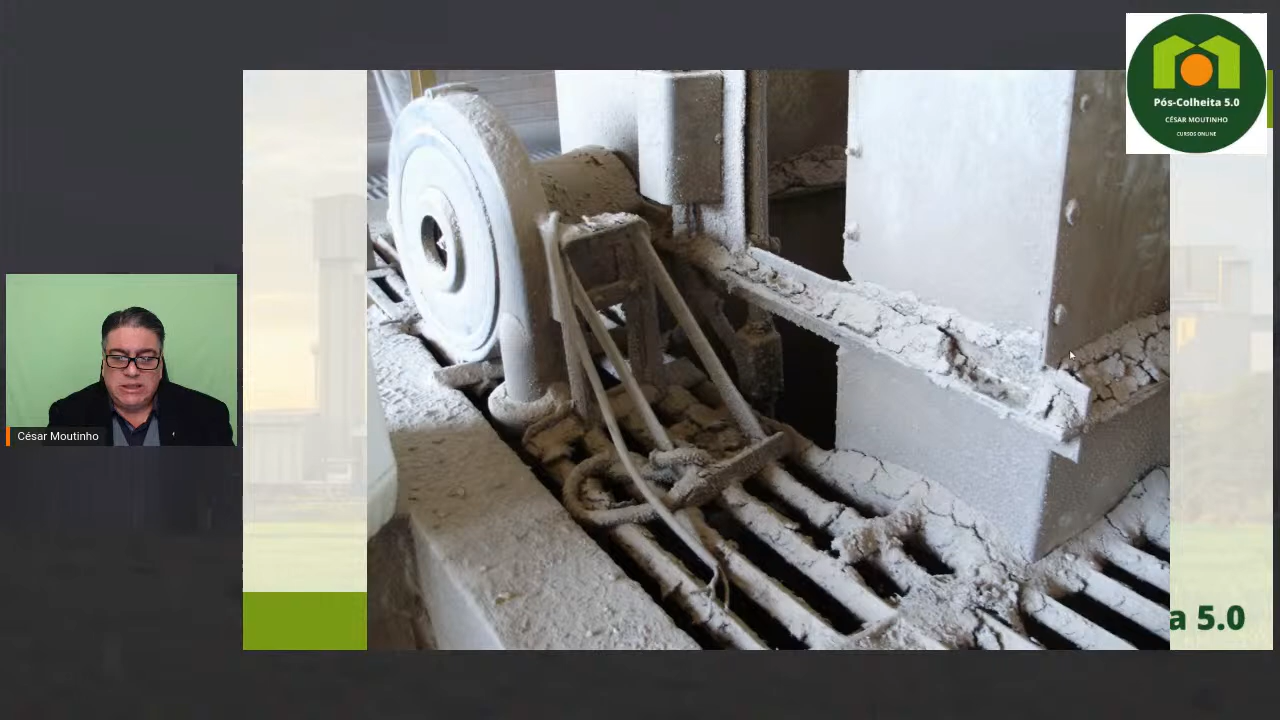 Pós-Colheita 5.0
CÉSAR MOUTINHO
CURSOS ONLINE
César Moutinho
a 5.0